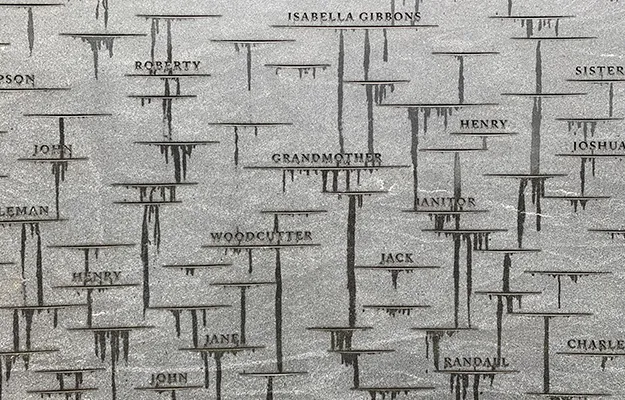 ISABELLA GIBBONS
ROBERTY
PSON
SISTER
HENRY
JOHN
JOSHUA
GRANDMOTHER
JANITOR
LEMAN
WOODCUTTER
JACK
HENRY
JANE
CHARLE
RANDALL
JOHN